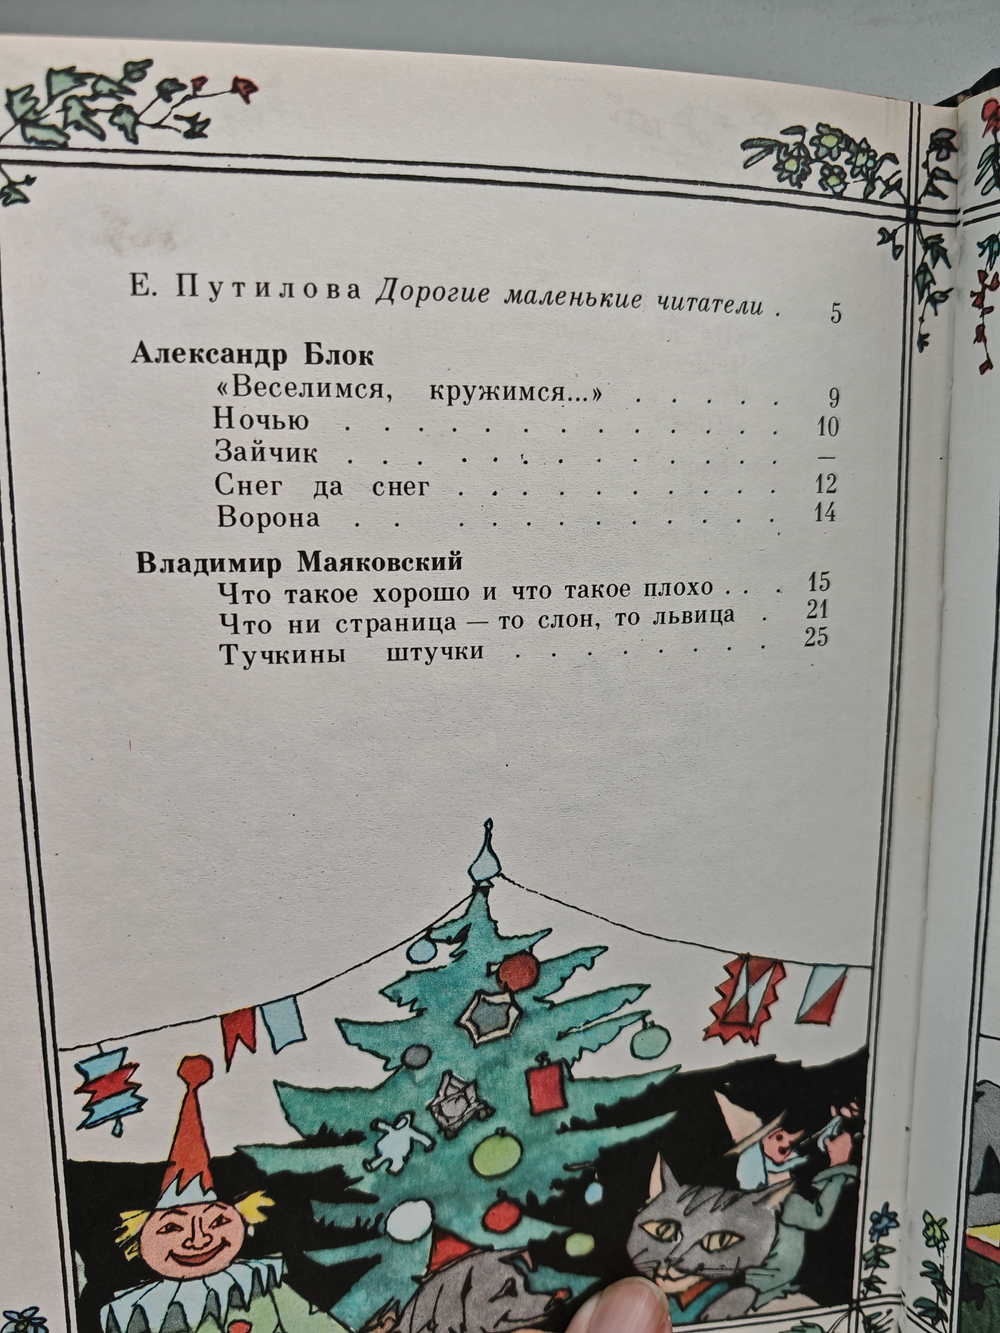 Е. Путилова Дорогие маленькие читатели . 5
Александр Блок
«Веселимся, кружимся...» . . . . . 9
Ночью . . . . . . . . . . . . 10
Зайчик . . . . . . . . . . . . —
Снег да снег . . . . . . . . . . 12
Ворона . . . . . . . . . . . . 14
Владимир Маяковский
Что такое хорошо и что такое плохо . . . 15
Что ни страница — то слон, то львица . 21
Тучкины штучки . . . . . . . . 25